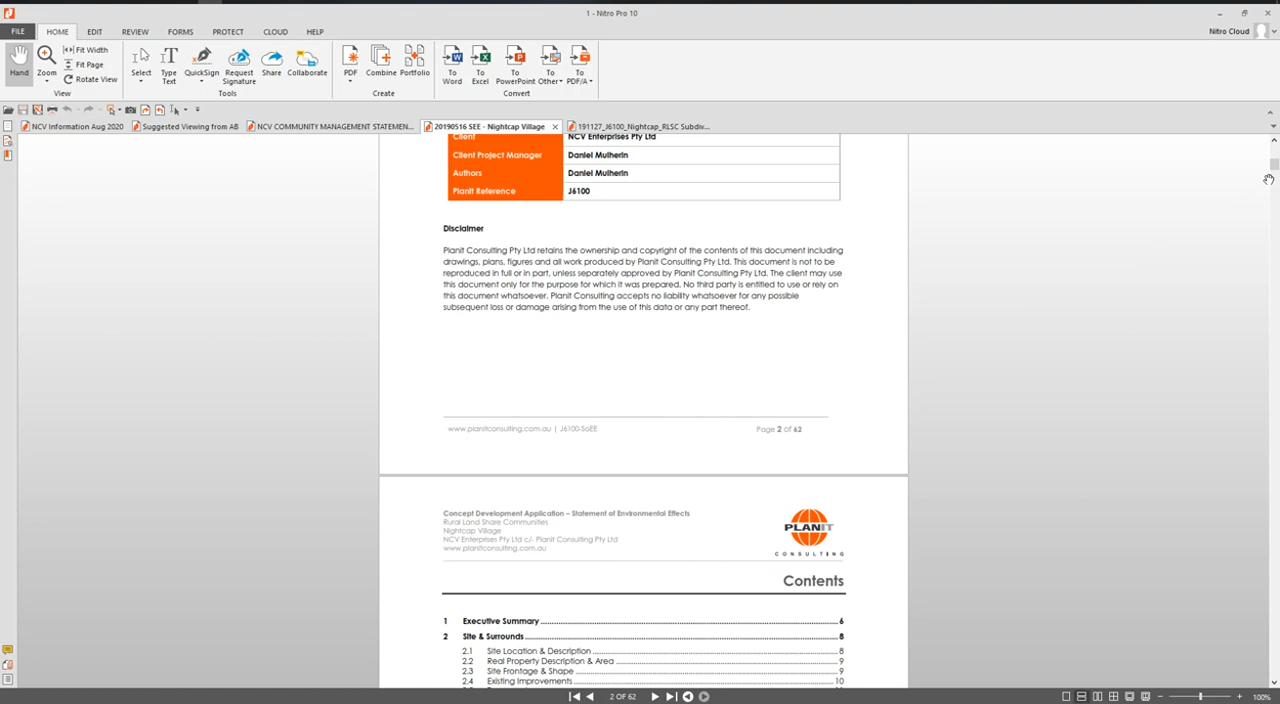 1 - Nitro Pro 10
FILE HOME EDIT REVIEW FORMS PROTECT CLOUD HELP
Nitro Cloud
Hand
Zoom
Fit Width
Fit Page
Rotate View
View
Select
Type Text
QuickSign
Request Signature
Share
Collaborate
Tools
PDF
Combine
Portfolio
Create
To Word
To Excel
To PowerPoint
To Other
To PDF/A
Convert
NCV Information Aug 2020
Suggested Viewing from AB
NCV COMMUNITY MANAGEMENT STATEMEN...
20190516 SEE - Nightcap Village
191127_J6100_Nightcap_RLSC Subdiv...
Client NCV Enterprises Pty Ltd
Client Project Manager Daniel Mulherin
Authors Daniel Mulherin
Planit Reference J6100
Disclaimer
Planit Consulting Pty Ltd retains the ownership and copyright of the contents of this document including
drawings, plans, figures and all work produced by Planit Consulting Pty Ltd. This document is not to be
reproduced in full or in part, unless separately approved by Planit Consulting Pty Ltd. The client may use
this document only for the purpose for which it was prepared. No third party is entitled to use or rely on
this document whatsoever. Planit Consulting accepts no liability whatsoever for any possible
subsequent loss or damage arising from the use of this data or any part thereof.
www.planitconsulting.com.au | J6100-SoEE
Page 2 of 62
Concept Development Application – Statement of Environmental Effects
Rural Land Share Communities
Nightcap Village
NCV Enterprises Pty Ltd c/- Planit Consulting Pty Ltd
www.planitconsulting.com.au
PLANIT
CONSULTING
Contents
1 Executive Summary 6
2 Site & Surrounds 8
2.1 Site Location & Description 8
2.2 Real Property Description & Area 9
2.3 Site Frontage & Shape 9
2.4 Existing Improvements 10
2 OF 62
100%